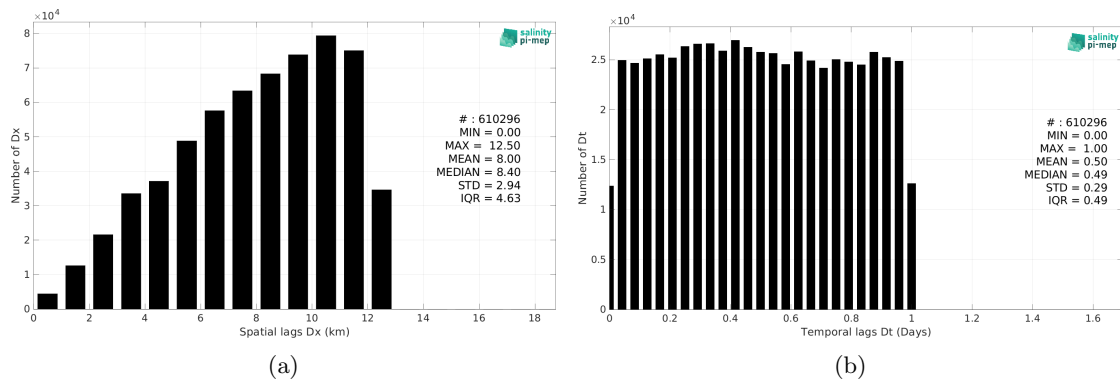 ×10⁴
8
7
6
5
4
3
2
1
0
Number of Dx
salinity
pi-mep
# : 610296
MIN = 0.00
MAX = 12.50
MEAN = 8.00
MEDIAN = 8.40
STD = 2.94
IQR = 4.63
0 2 4 6 8 10 12 14 16 18
Spatial lags Dx (km)
(a)
×10⁴
2.5
2
1.5
1
0.5
0
Number of Dt
salinity
pi-mep
# : 610296
MIN = 0.00
MAX = 1.00
MEAN = 0.50
MEDIAN = 0.49
STD = 0.29
IQR = 0.49
0 0.2 0.4 0.6 0.8 1 1.2 1.4 1.6
Temporal lags Dt (Days)
(b)